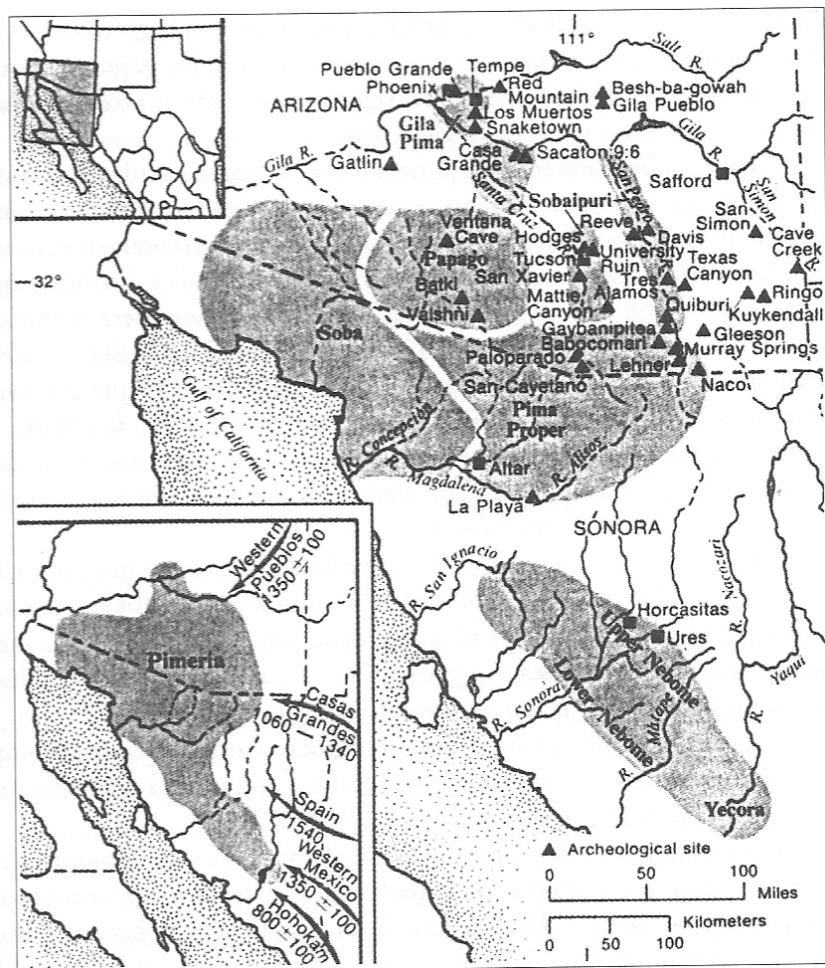 111°
Salt R.
Pueblo Grande
Tempe
Phoenix
Red
Mountain
Besh-ba-gowah
Gila Pueblo
ARIZONA
Los Muertos
Gila
Pima
Snaketown
Gila R.
Casa
Grande
Sacaton 9:6
Gila R.
Gatlin
Safford
San Pedro R.
Santa Cruz R.
Sobaipuri
San
Simon
San Simon R.
Ventana
Cave
Reeve
Davis
Cave
Creek
Hodges
University
Ruin
Papago
Tucson
Texas
Canyon
32°
San Xavier
Tres
Alamos
Batki
Mattie
Canyon
Ringo
Quiburi
Kuykendall
Valshni
Soba
Gaybanipitea
Gleeson
Babocomari
Paloparado
Murray Springs
Lehner
San Cayetano
Naco
Gulf of California
Pima
Proper
R. Concepción
R. Magdalena
Altar
R. Alisos
La Playa
SONORA
R. San Ignacio
R. Nacozari
Horcasitas
Ures
Upper Nebome
Lower Nebome
R. Sonora
R. Mátape
R. Yaqui
Yecora
Western
Pueblos
1350±100
Pimería
Casas
Grandes
1060 — 1340
Spain
1540
Western
Mexico
1350±100
Hohokam
800±100
Archeological site
0 50 100
Miles
Kilometers
0 50 100